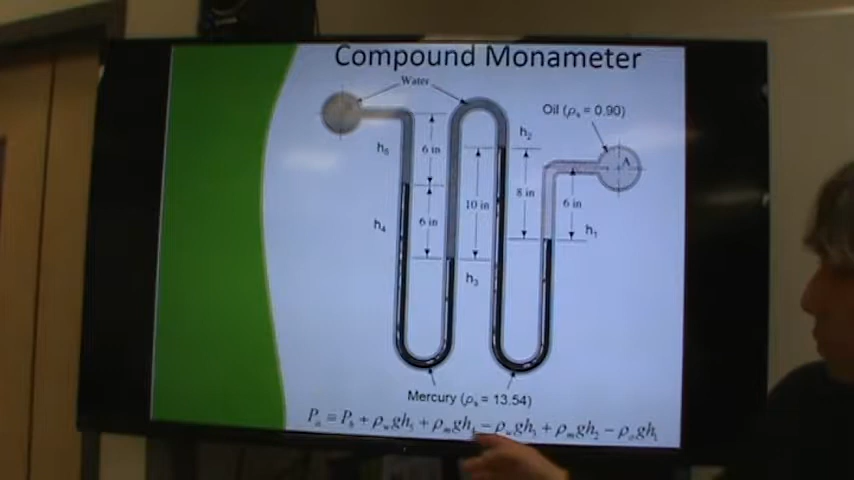 Compound Monameter
Water
Oil (ρs = 0.90)
h2
A
h5
6 in
10 in
8 in
6 in
h4
6 in
h1
h3
Mercury (ρs = 13.54)
Pa = Pb + ρwgh5 + ρmgh4 − ρwgh3 + ρmgh2 − ρogh1